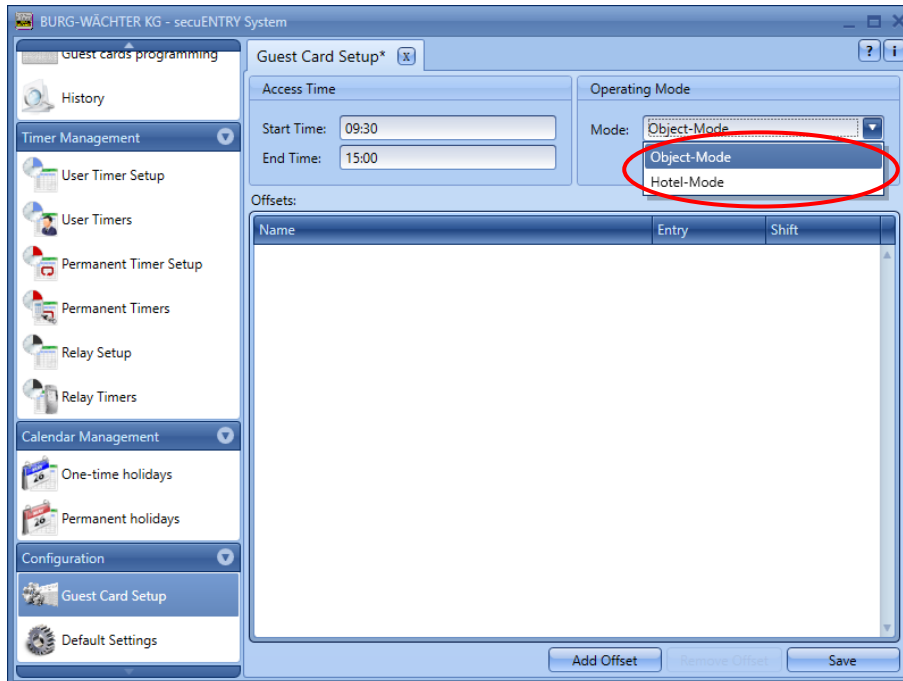 BURG-WÄCHTER KG - secuENTRY System
Guest cards programming
History
Timer Management
User Timer Setup
User Timers
Permanent Timer Setup
Permanent Timers
Relay Setup
Relay Timers
Calendar Management
One-time holidays
Permanent holidays
Configuration
Guest Card Setup
Default Settings
Guest Card Setup* x
? i
Access Time
Start Time: 09:30
End Time: 15:00
Operating Mode
Mode: Object-Mode
Object-Mode
Hotel-Mode
Offsets:
Name Entry Shift
Add Offset Remove Offset Save